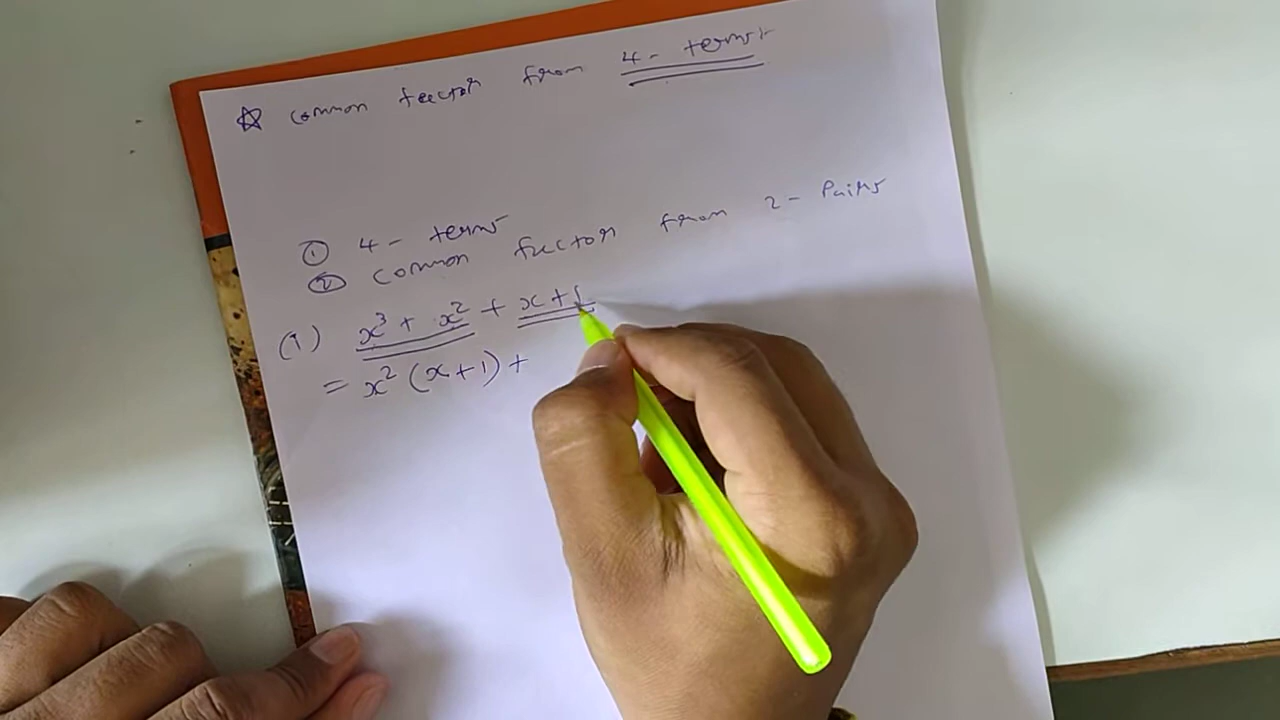 ☆ common factor from 4 - terms:-
① 4 - terms
② common factor from 2 - Pairs
(1) x³ + x² + x + 1
= x² (x+1) +